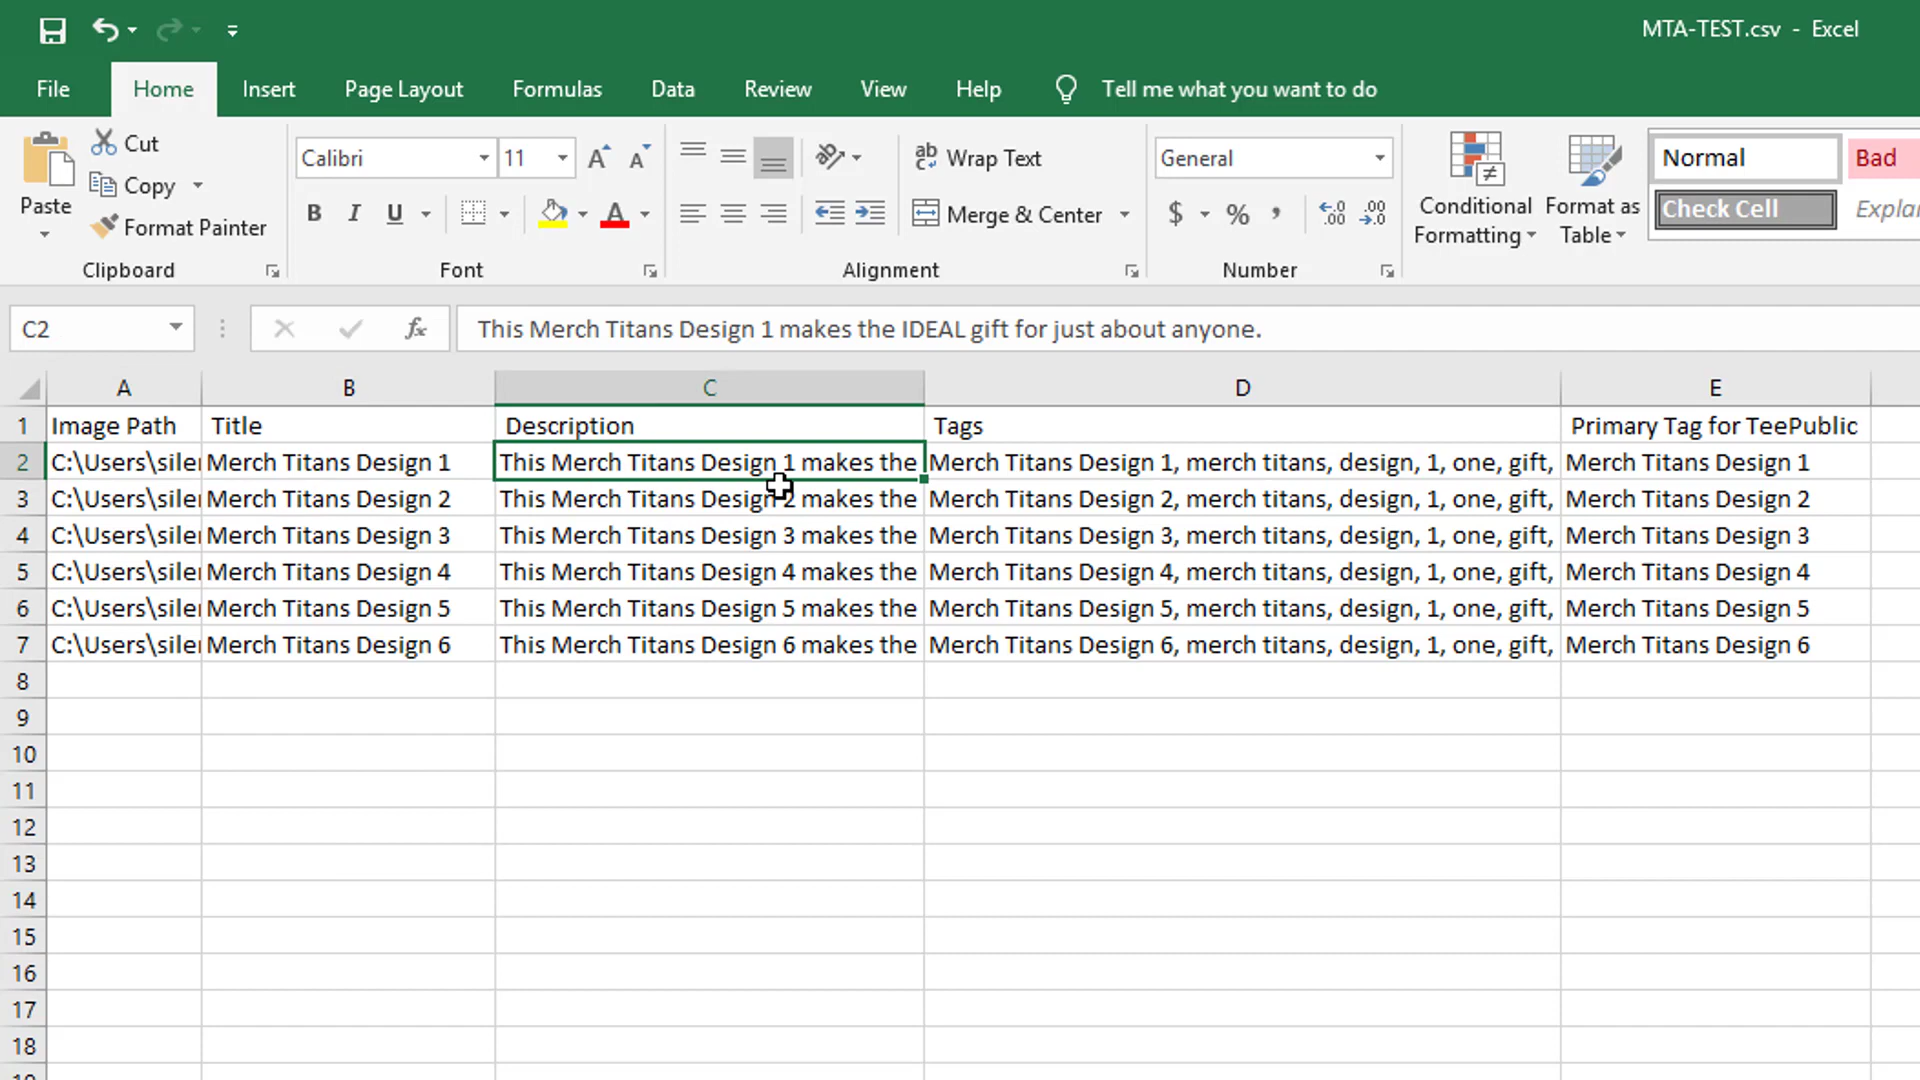 MTA-TEST.csv - Excel
File Home Insert Page Layout Formulas Data Review View Help Tell me what you want to do
Paste
Cut
Copy
Format Painter
Clipboard
Calibri 11
B I U A
Font
Wrap Text
Merge & Center
Alignment
General
$ % , .00 .00
Number
Conditional Formatting
Format as Table
Normal
Bad
Check Cell
Explan
C2 fx This Merch Titans Design 1 makes the IDEAL gift for just about anyone.
A B C D E
1 Image Path Title Description Tags Primary Tag for TeePublic
2 C:\Users\siler Merch Titans Design 1 This Merch Titans Design 1 makes the Merch Titans Design 1, merch titans, design, 1, one, gift, Merch Titans Design 1
3 C:\Users\siler Merch Titans Design 2 This Merch Titans Design 2 makes the Merch Titans Design 2, merch titans, design, 1, one, gift, Merch Titans Design 2
4 C:\Users\siler Merch Titans Design 3 This Merch Titans Design 3 makes the Merch Titans Design 3, merch titans, design, 1, one, gift, Merch Titans Design 3
5 C:\Users\siler Merch Titans Design 4 This Merch Titans Design 4 makes the Merch Titans Design 4, merch titans, design, 1, one, gift, Merch Titans Design 4
6 C:\Users\siler Merch Titans Design 5 This Merch Titans Design 5 makes the Merch Titans Design 5, merch titans, design, 1, one, gift, Merch Titans Design 5
7 C:\Users\siler Merch Titans Design 6 This Merch Titans Design 6 makes the Merch Titans Design 6, merch titans, design, 1, one, gift, Merch Titans Design 6
8
9
10
11
12
13
14
15
16
17
18